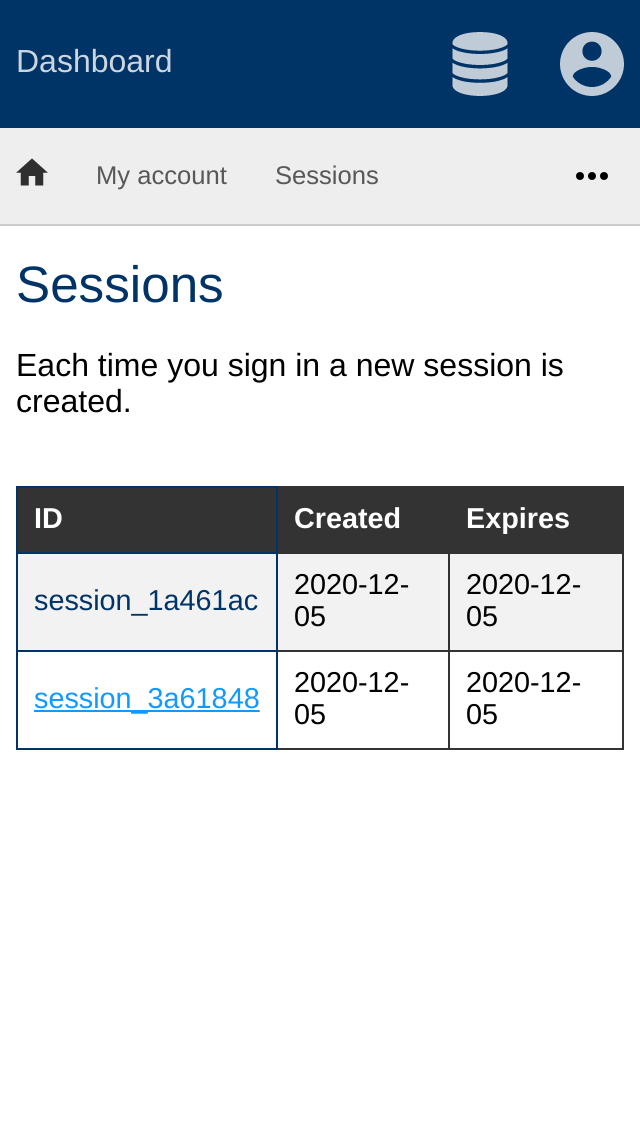 Dashboard
My account Sessions
Sessions
Each time you sign in a new session is
created.
ID Created Expires
session_1a461ac 2020-12-05 2020-12-05
session_3a61848 2020-12-05 2020-12-05